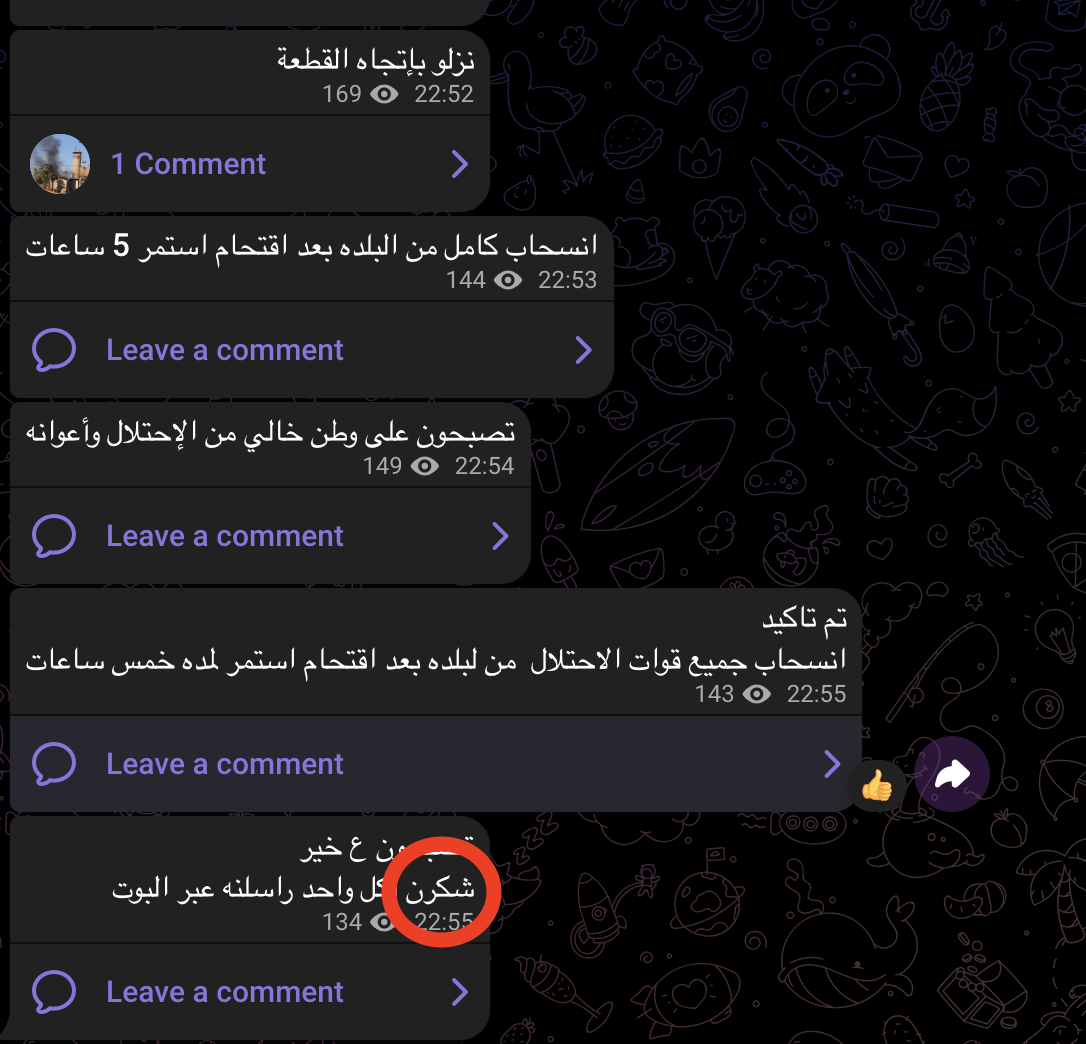 نزلو بإتجاه القطعة
169 22:52
1 Comment
انسحاب كامل من البلده بعد اقتحام استمر 5 ساعات
144 22:53
Leave a comment
تصبحون على وطن خالي من الإحتلال وأعوانه
149 22:54
Leave a comment
تم تاكيد
انسحاب جميع قوات الاحتلال من لبلده بعد اقتحام استمر لمده خمس ساعات
143 22:55
Leave a comment
ع خير
شكرن كل واحد راسلنه عبر البوت
134 22:55
Leave a comment